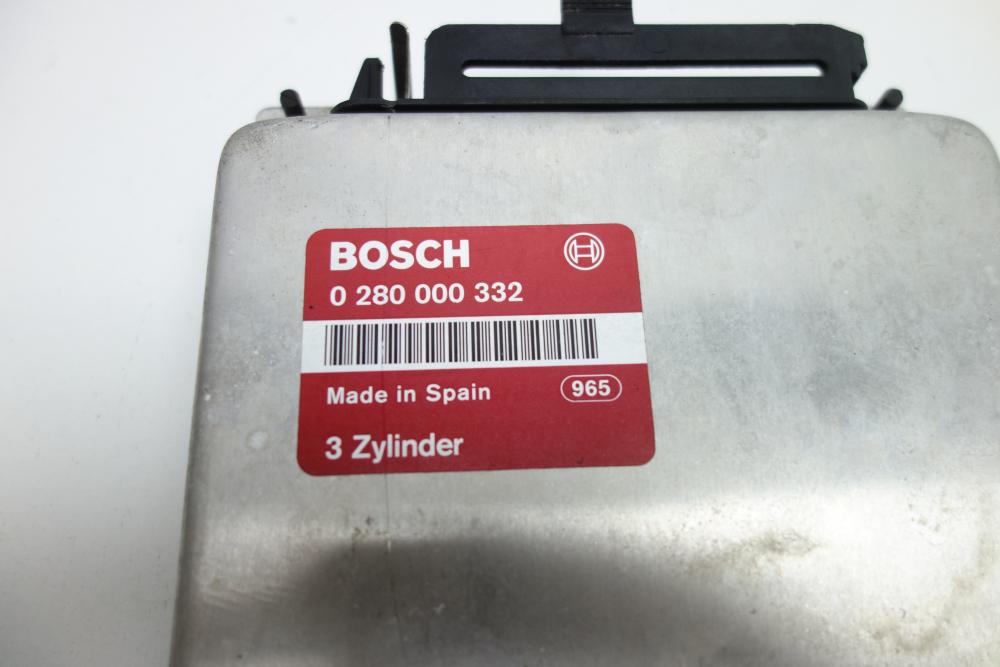 BOSCH
0 280 000 332
Made in Spain 965
3 Zylinder